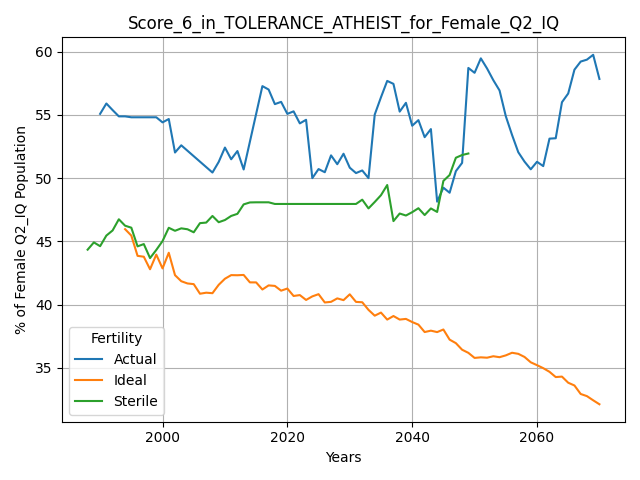 Score_6_in_TOLERANCE_ATHEIST_for_Female_Q2_IQ
% of Female Q2_IQ Population
60
55
50
45
40
35
Fertility
Actual
Ideal
Sterile
2000
2020
2040
2060
Years